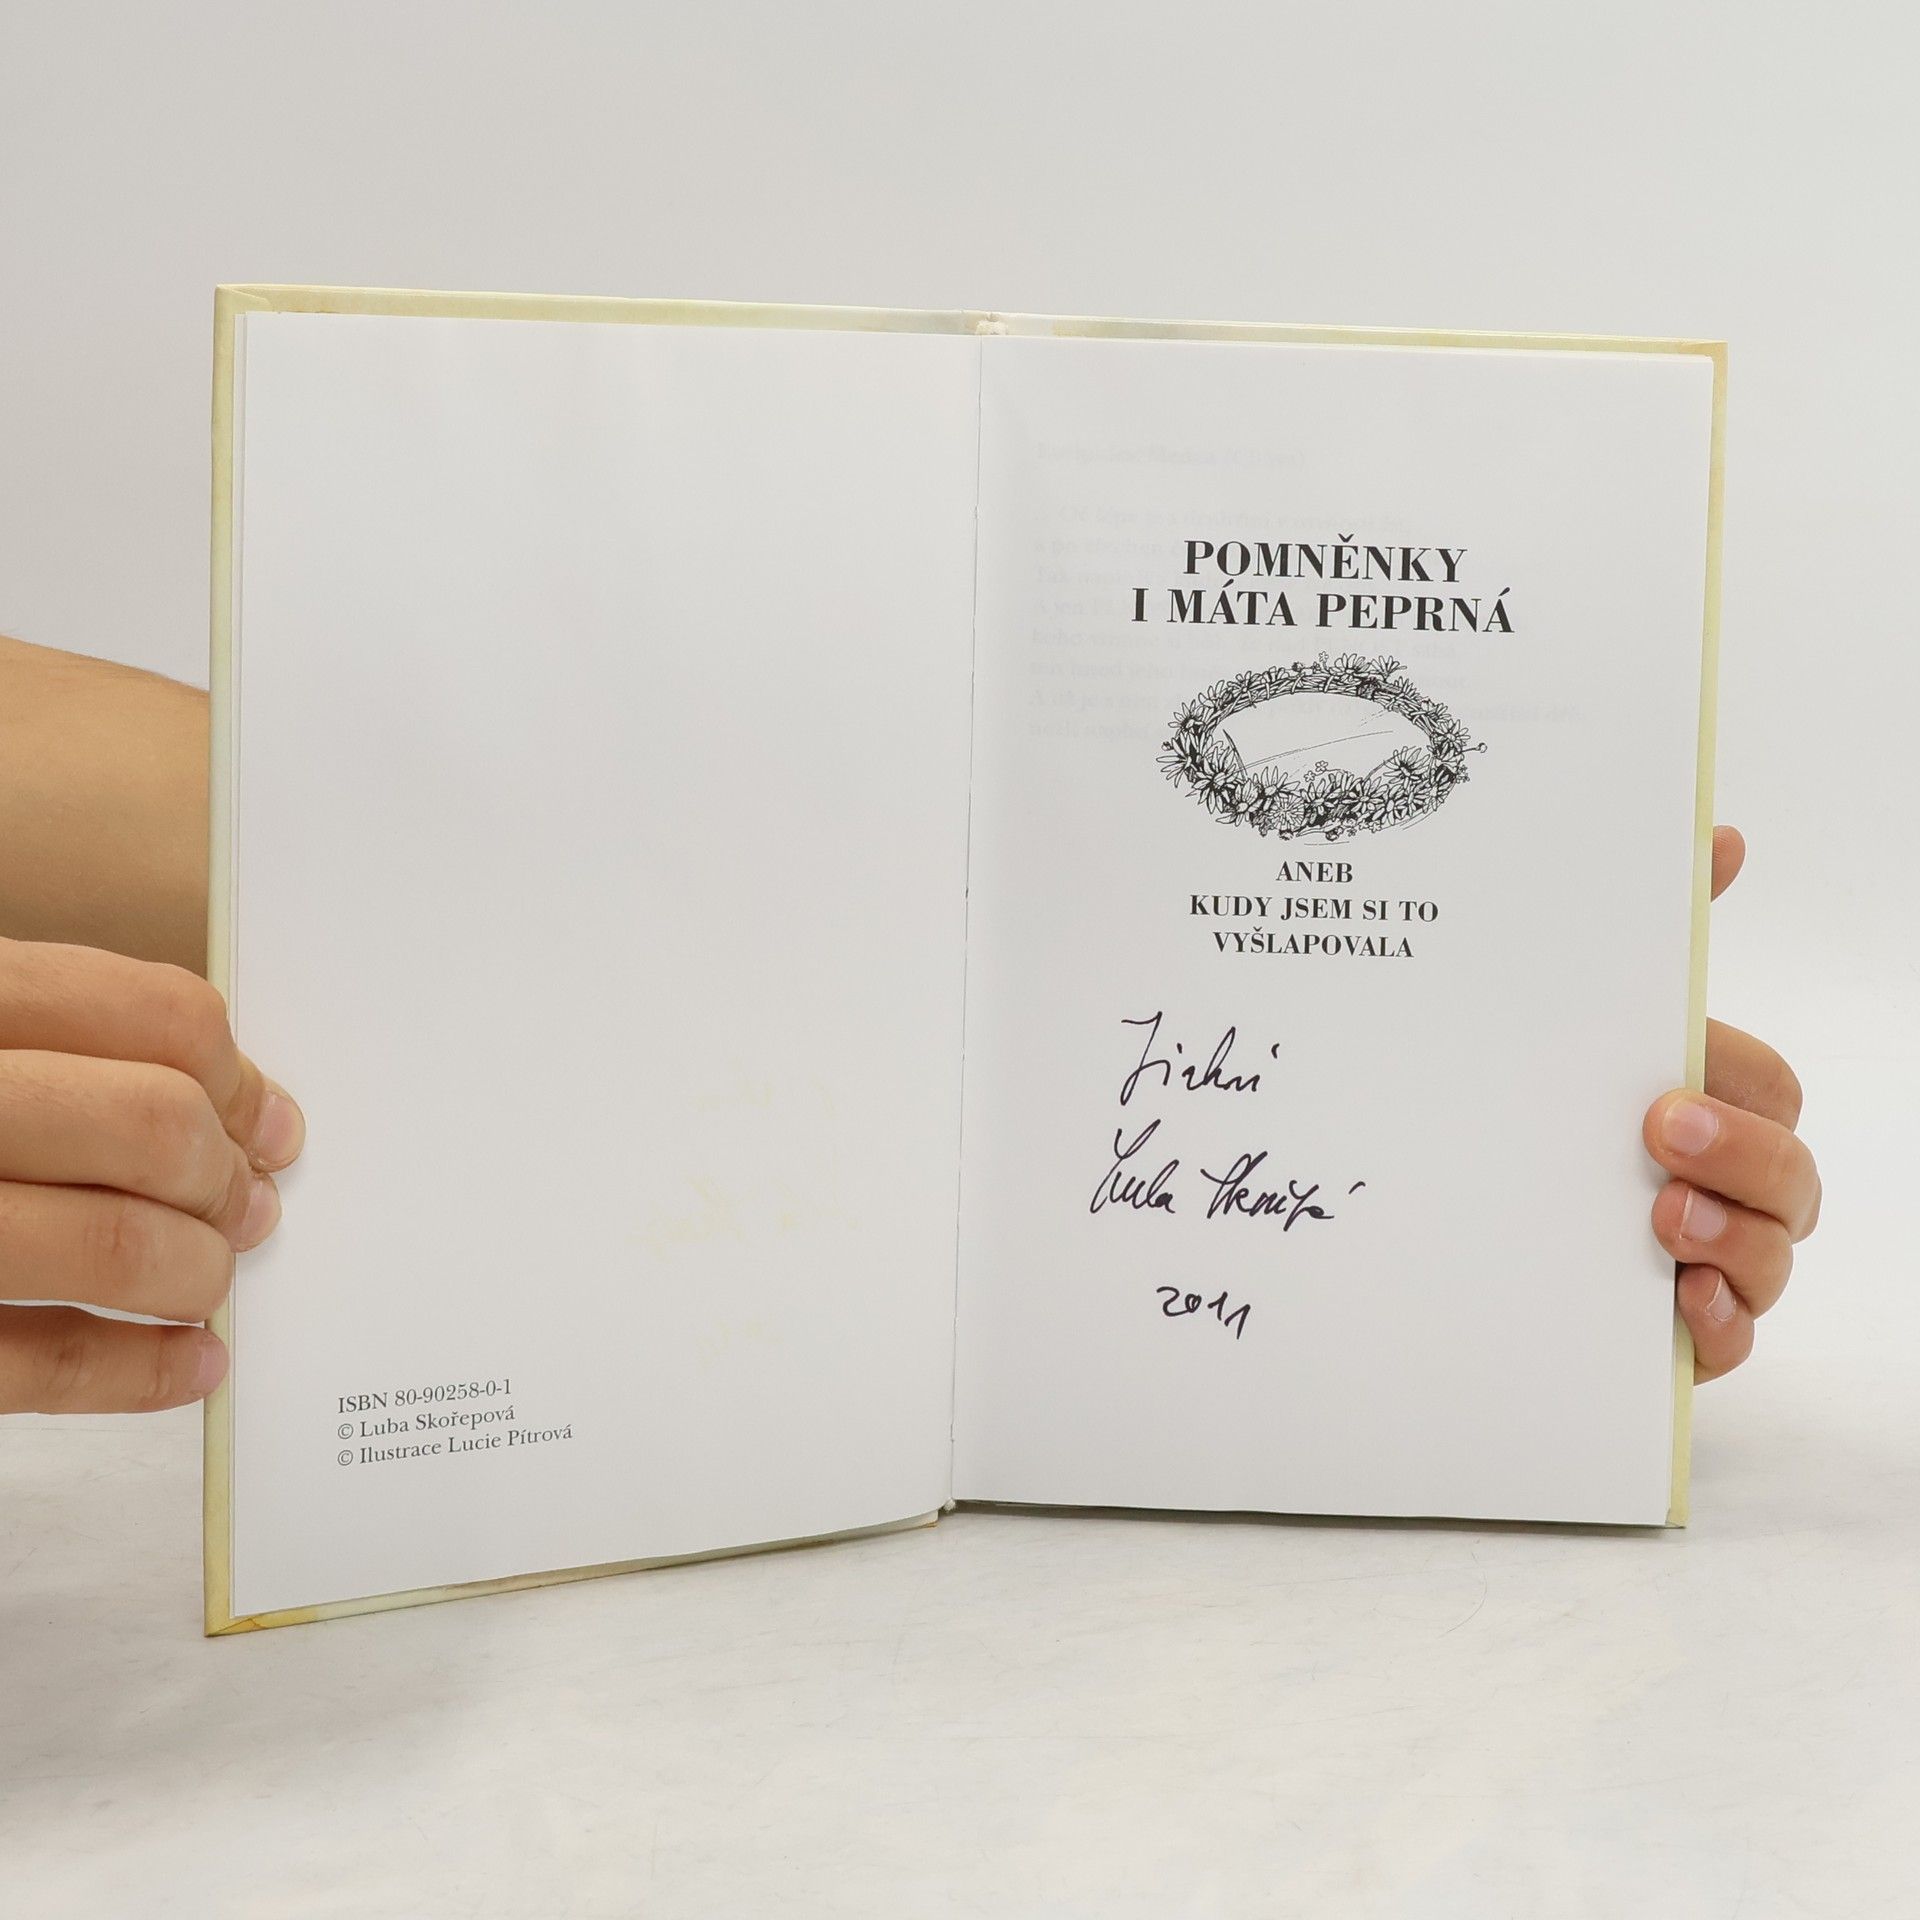 ISBN 80-90258-0-1
© Luba Skořepová
© Ilustrace Lucie Pítrová
POMNĚNKY
I MÁTA PEPRNÁ
ANEB
KUDY JSEM SI TO
VYŠLAPOVALA
Luba Skořepová
2011